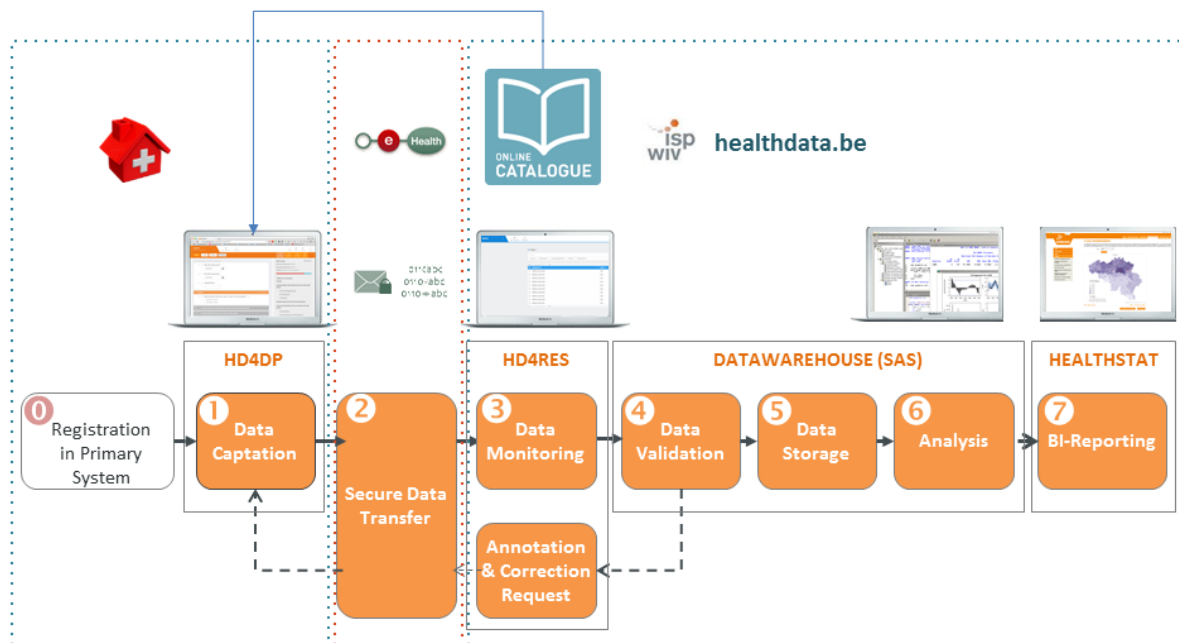 e
Health
ONLINE
CATALOGUE
isp
wiv
healthdata.be
HD4DP
HD4RES
DATAWAREHOUSE (SAS)
HEALTHSTAT
0
Registration
in Primary
System
1
Data
Captation
2
Secure Data
Transfer
3
Data
Monitoring
4
Data
Validation
5
Data
Storage
6
Analysis
7
BI-Reporting
Annotation
& Correction
Request